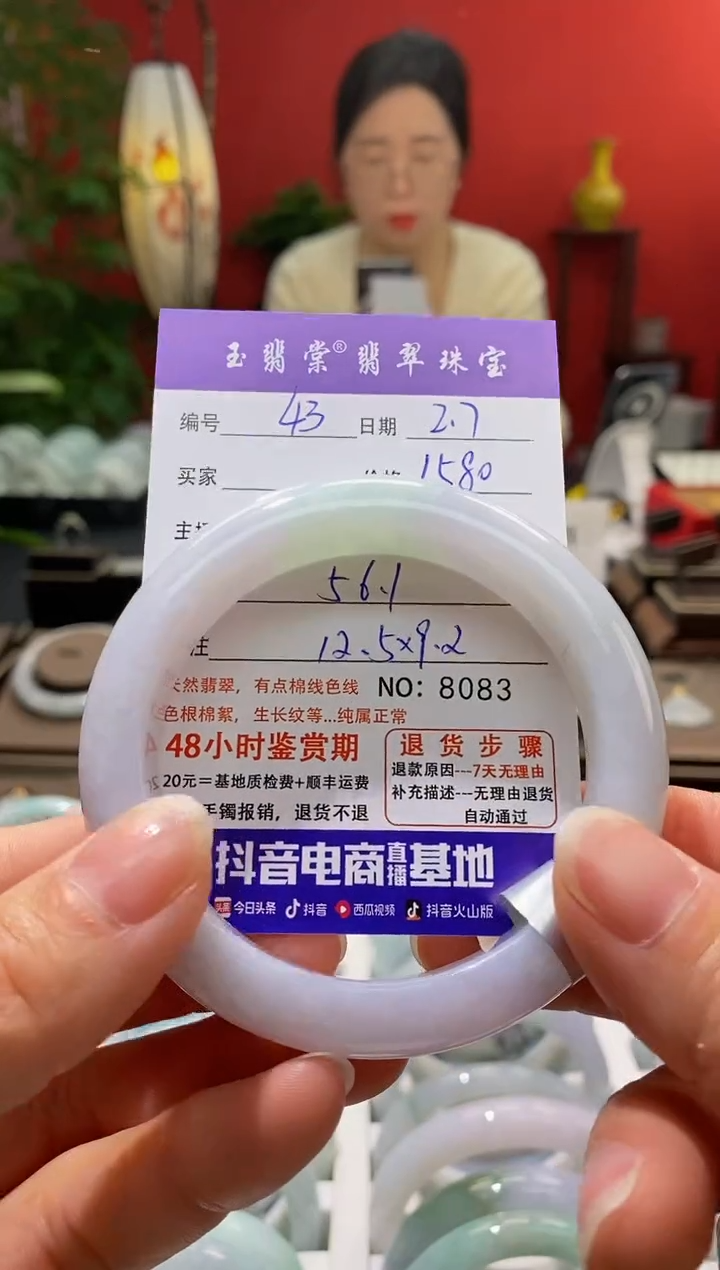 玉翡棠®翡翠珠宝
编号 43 日期 2.7
买家 1580
主
56.1
注 12.5×9.2
天然翡翠，有点棉线色线 NO：8083
色根棉絮，生长纹等...纯属正常
48小时鉴赏期
20元＝基地质检费+顺丰运费
手镯报销，退货不退
退货步骤
退款原因---7天无理由
补充描述---无理由退货
自动通过
抖音电商直播基地
头条 今日头条 抖音 西瓜视频 抖音火山版